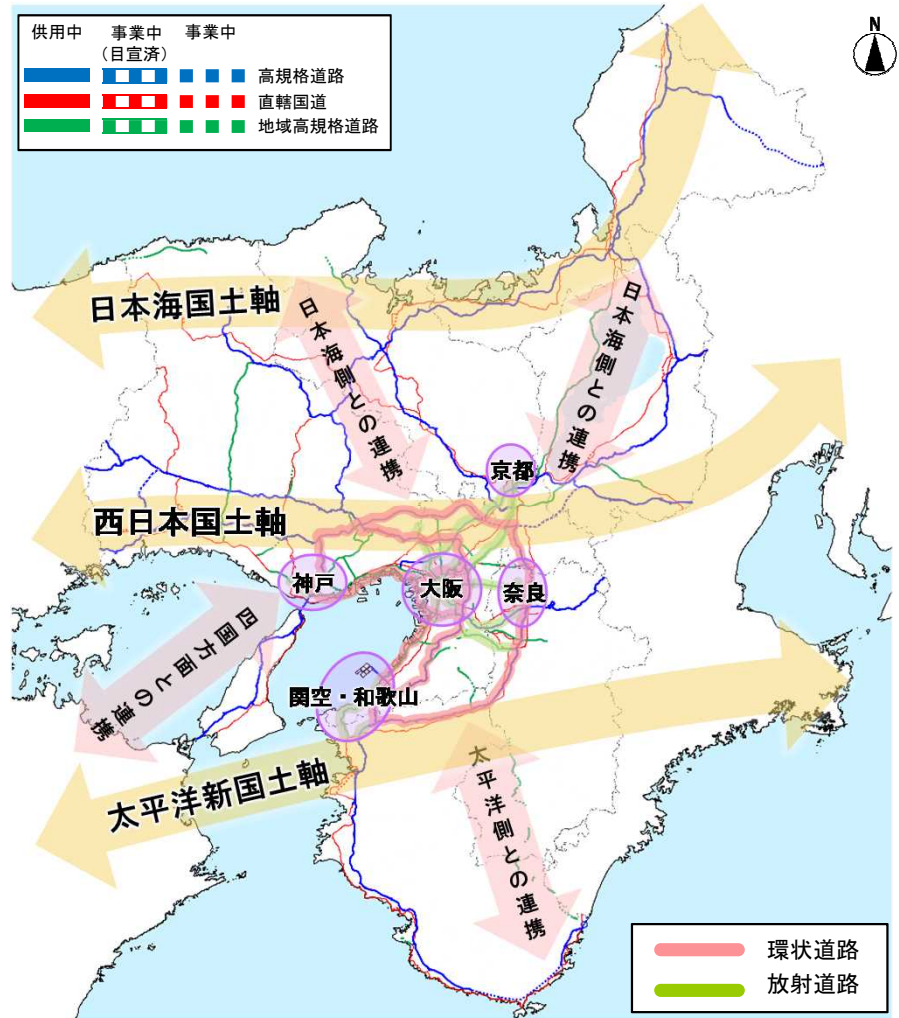 供用中 事業中 事業中
(目宣済)
高規格道路
直轄国道
地域高規格道路
N
日本海国土軸
日本海側との連携
日本海側との連携
京都
西日本国土軸
神戸
大阪
奈良
四国方面との連携
関空・和歌山
太平洋新国土軸
太平洋側との連携
環状道路
放射道路